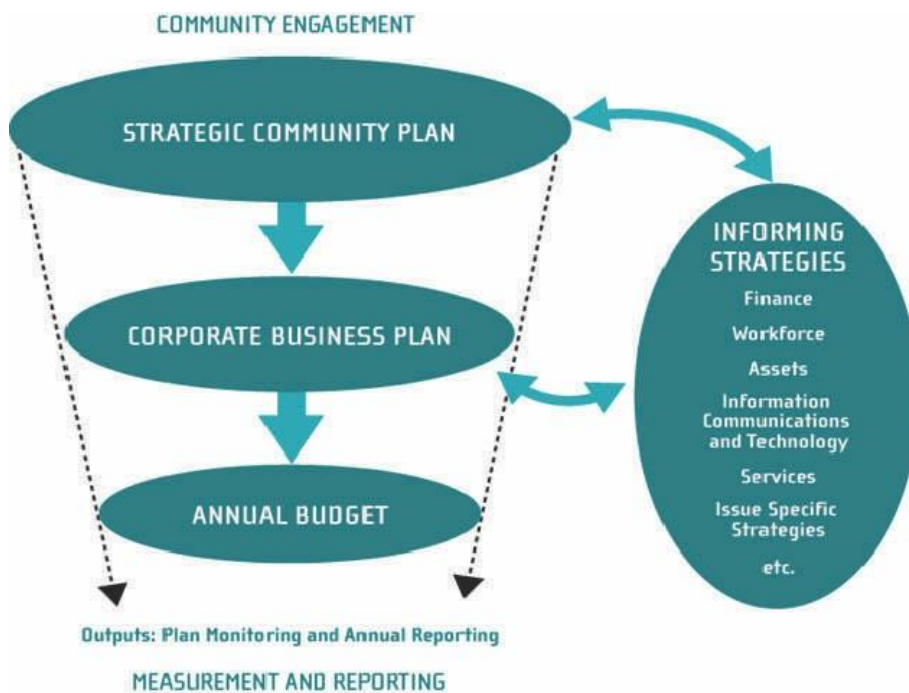 COMMUNITY ENGAGEMENT
STRATEGIC COMMUNITY PLAN
CORPORATE BUSINESS PLAN
ANNUAL BUDGET
INFORMING
STRATEGIES
Finance
Workforce
Assets
Information
Communications
and Technology
Services
Issue Specific
Strategies
etc.
Outputs: Plan Monitoring and Annual Reporting
MEASUREMENT AND REPORTING